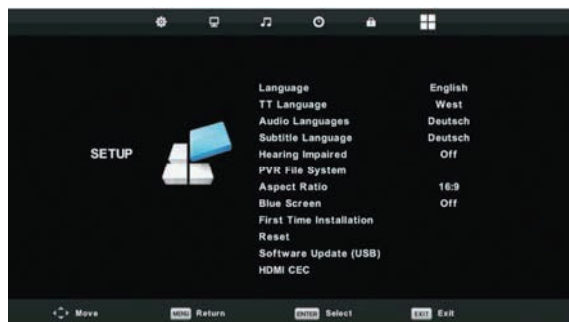 Language English
TT Language West
Audio Languages Deutsch
Subtitle Language Deutsch
SETUP
Hearing Impaired Off
PVR File System
Aspect Ratio 16:9
Blue Screen Off
First Time Installation
Reset
Software Update (USB)
HDMI CEC
Move MENU Return ENTER Select EXIT Exit